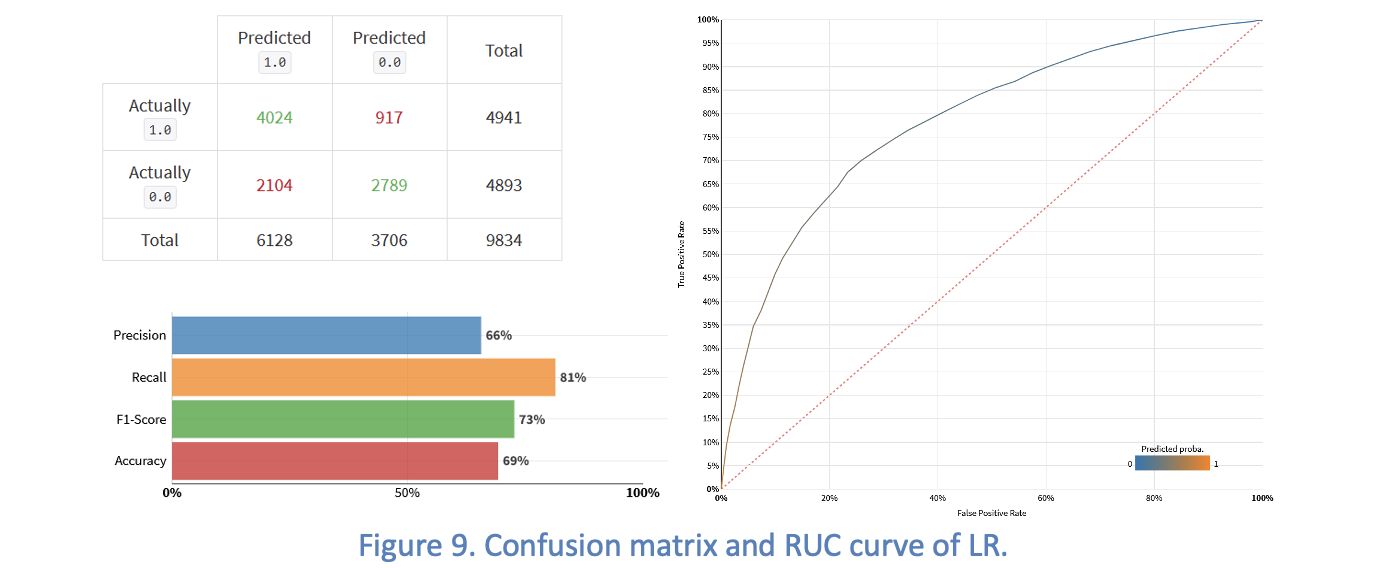 Predicted Predicted Total
1.0 0.0
Actually 4024 917 4941
1.0
Actually 2104 2789 4893
0.0
Total 6128 3706 9834
Precision 66%
Recall 81%
F1-Score 73%
Accuracy 69%
0% 50% 100%
100%
95%
90%
85%
80%
75%
70%
65%
60%
55%
50%
45%
40%
35%
30%
25%
20%
15%
10%
5%
0%
True Positive Rate
Predicted proba.
0 1
0% 20% 40% 60% 80% 100%
False Positive Rate
Figure 9. Confusion matrix and RUC curve of LR.